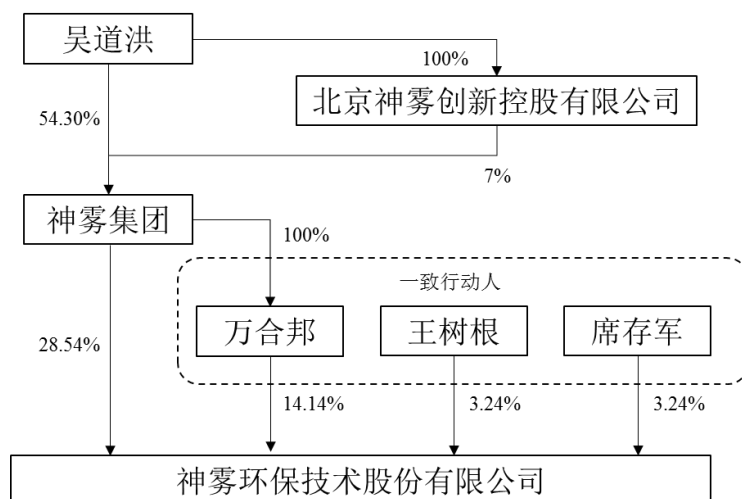 吴道洪
100%
北京神雾创新控股有限公司
54.30%
7%
神雾集团
100%
一致行动人
万合邦
王树根
席存军
28.54%
14.14%
3.24%
3.24%
神雾环保技术股份有限公司